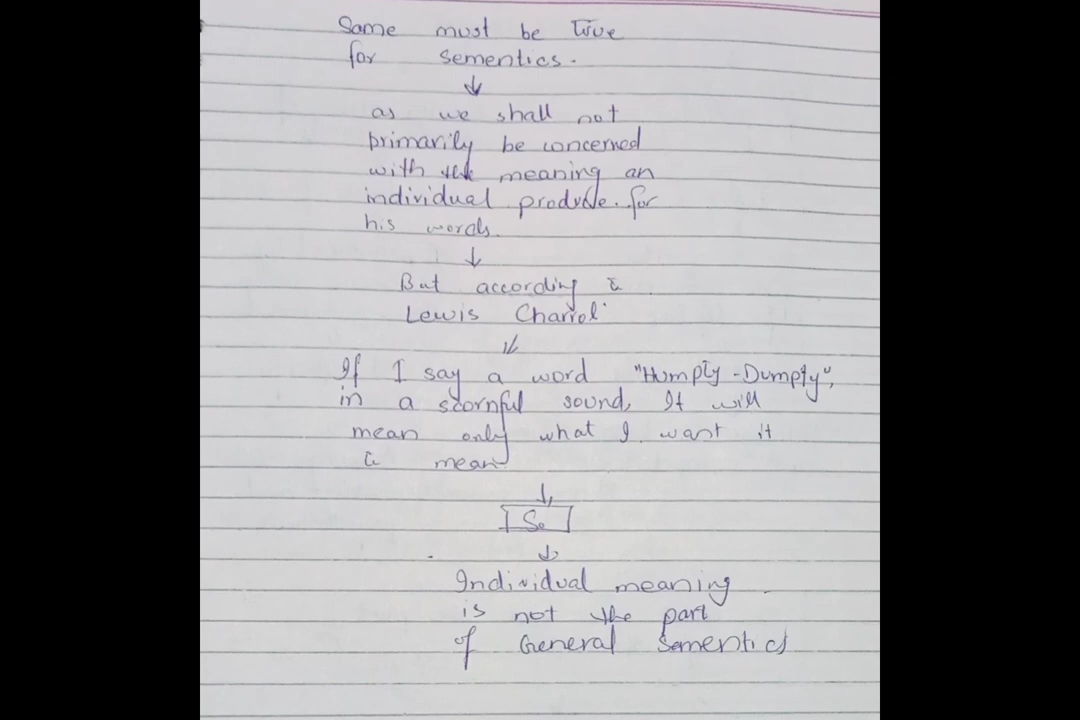 Same must be true
for sementics.
↓
as we shall not
primarily be concerned
with the meaning an
individual produce for
his words.
↓
But according to
Lewis Charrol
↓
If I say a word "Humpty-Dumpty",
in a scornful sound, It will
mean only what I want it
to mean
↓
So
↓
Individual meaning
is not the part
of General Sementics